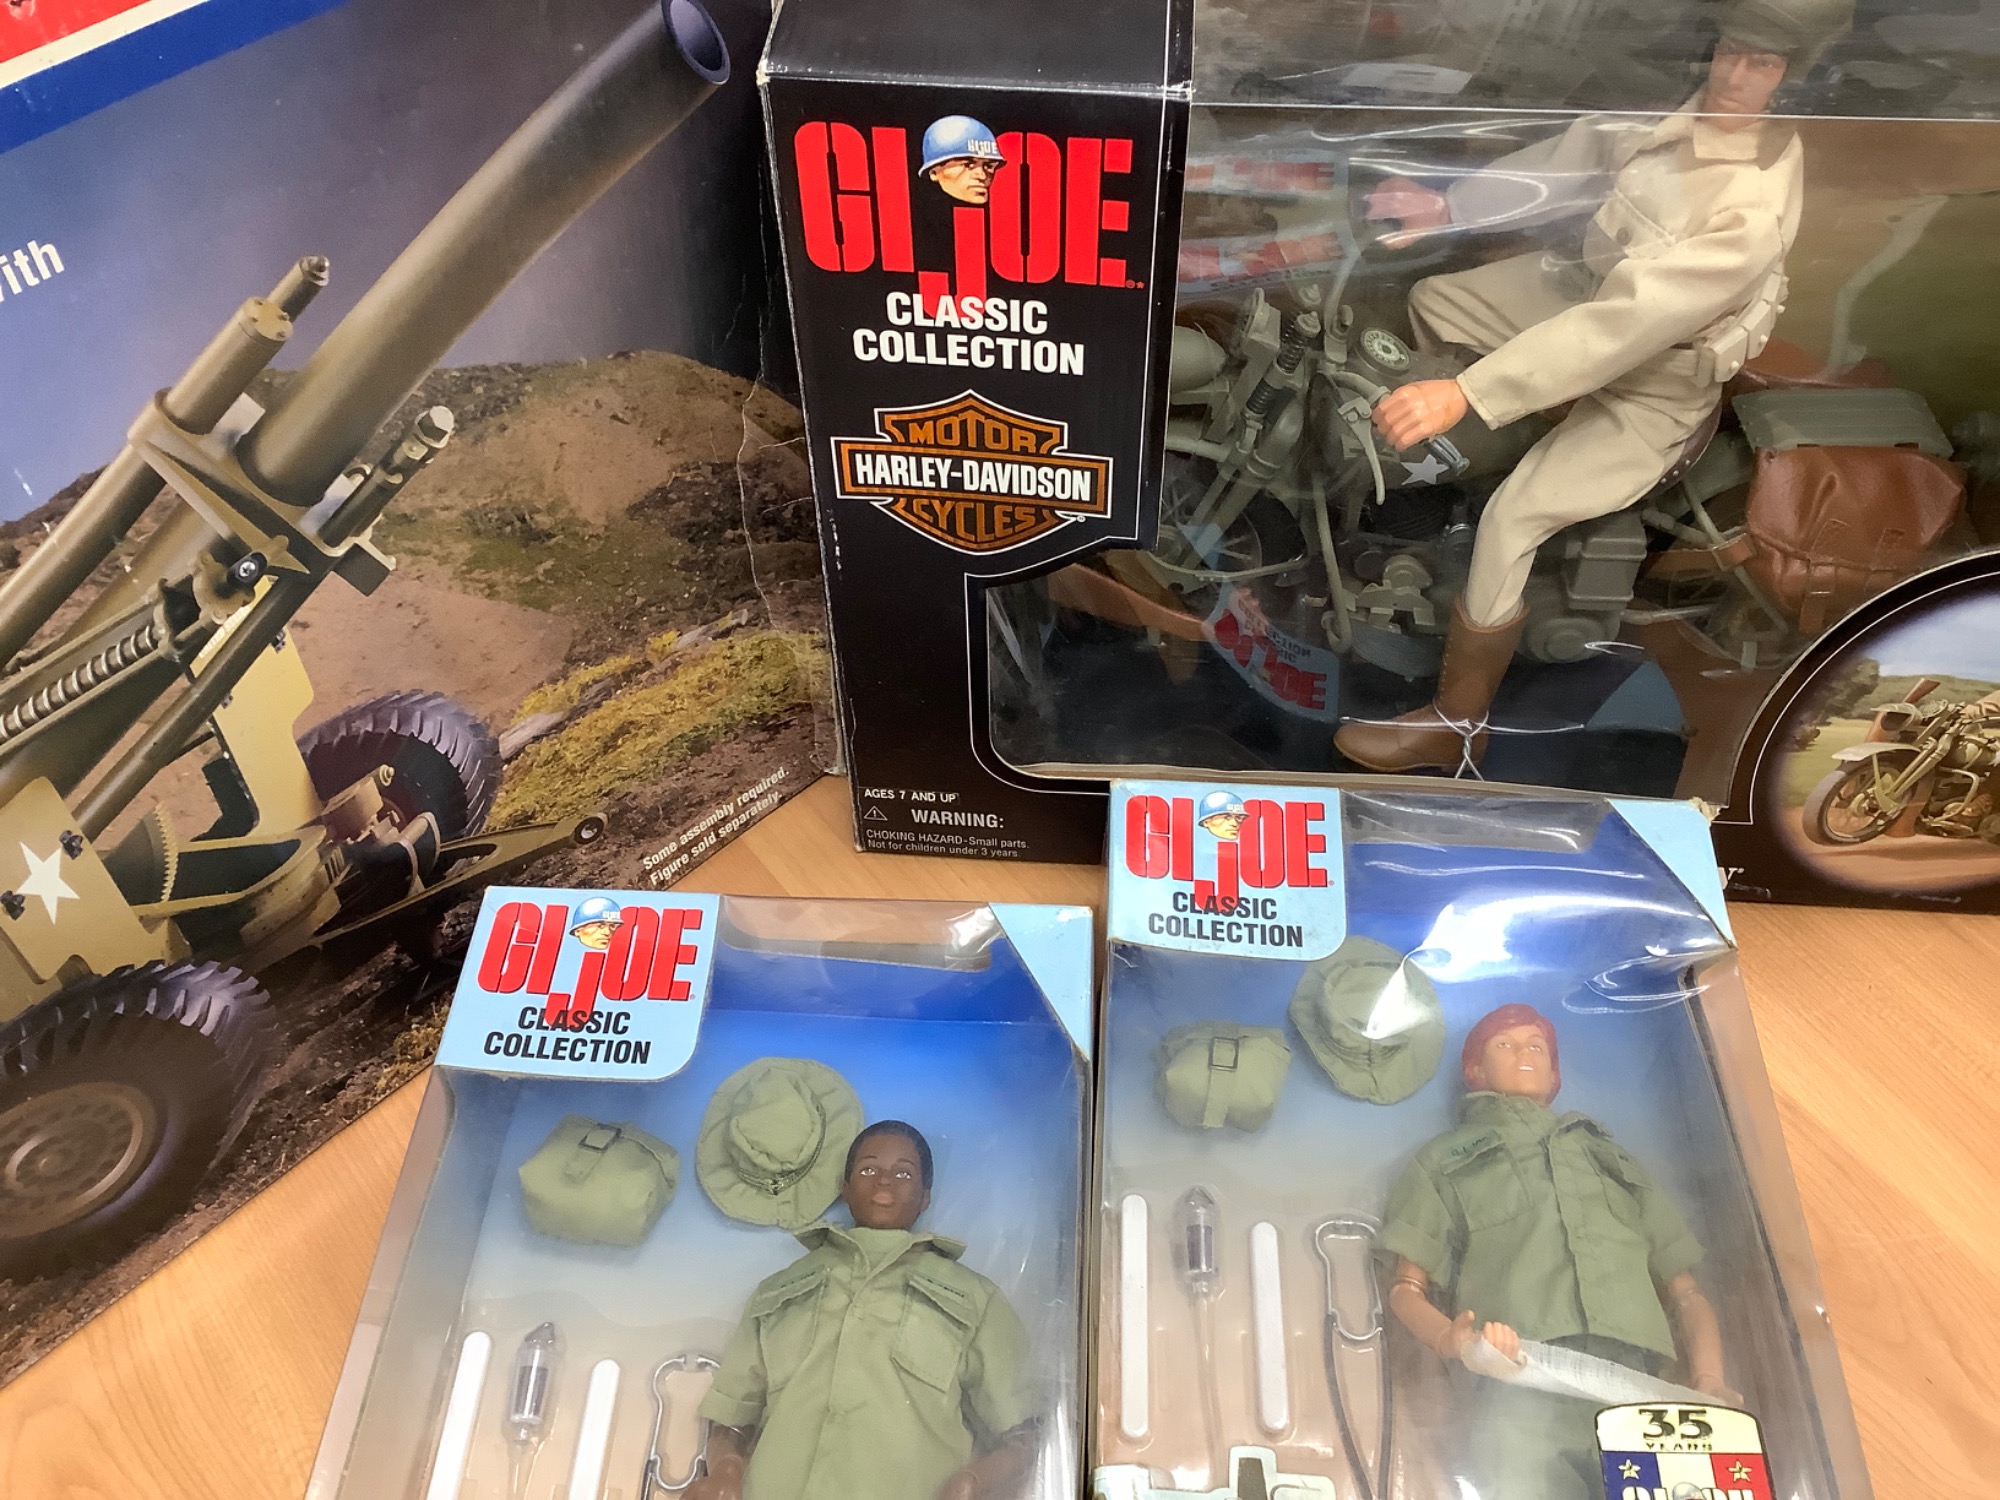 ith
Some assembly required.
Figure sold separately.
GI JOE
CLASSIC
COLLECTION
MOTOR
HARLEY-DAVIDSON
CYCLES
AGES 7 AND UP
WARNING:
CHOKING HAZARD-Small parts.
Not for children under 3 years
GI JOE
CLASSIC
COLLECTION
GI JOE
CLASSIC
COLLECTION
35
YEARS